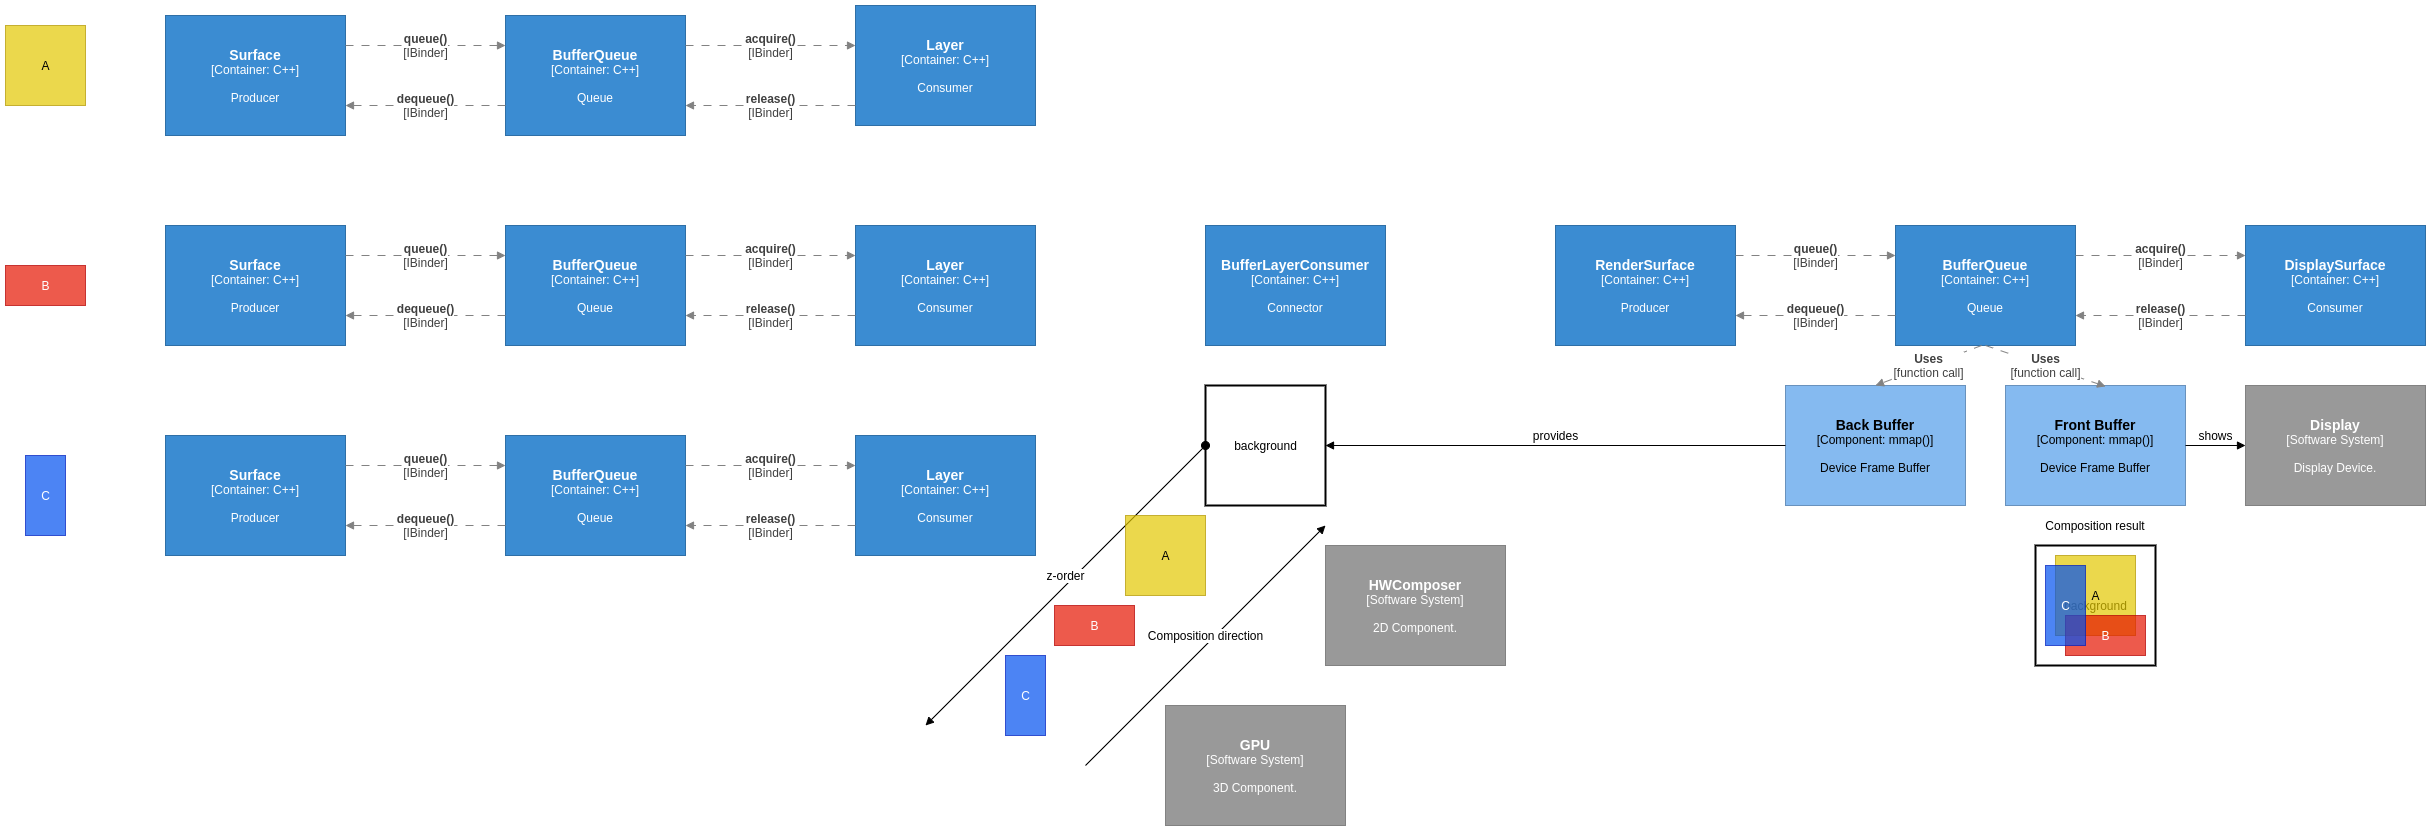 A
Surface
[Container: C++]
Producer
queue()
[IBinder]
dequeue()
[IBinder]
BufferQueue
[Container: C++]
Queue
acquire()
[IBinder]
release()
[IBinder]
Layer
[Container: C++]
Consumer
B
Surface
[Container: C++]
Producer
queue()
[IBinder]
dequeue()
[IBinder]
BufferQueue
[Container: C++]
Queue
acquire()
[IBinder]
release()
[IBinder]
Layer
[Container: C++]
Consumer
BufferLayerConsumer
[Container: C++]
Connector
RenderSurface
[Container: C++]
Producer
queue()
[IBinder]
dequeue()
[IBinder]
BufferQueue
[Container: C++]
Queue
acquire()
[IBinder]
release()
[IBinder]
DisplaySurface
[Container: C++]
Consumer
Uses
[function call]
Uses
[function call]
C
Surface
[Container: C++]
Producer
queue()
[IBinder]
dequeue()
[IBinder]
BufferQueue
[Container: C++]
Queue
acquire()
[IBinder]
release()
[IBinder]
Layer
[Container: C++]
Consumer
background
provides
Back Buffer
[Component: mmap()]
Device Frame Buffer
Front Buffer
[Component: mmap()]
Device Frame Buffer
shows
Display
[Software System]
Display Device.
z-order
A
B
C
Composition direction
HWComposer
[Software System]
2D Component.
GPU
[Software System]
3D Component.
Composition result
A
C
background
B